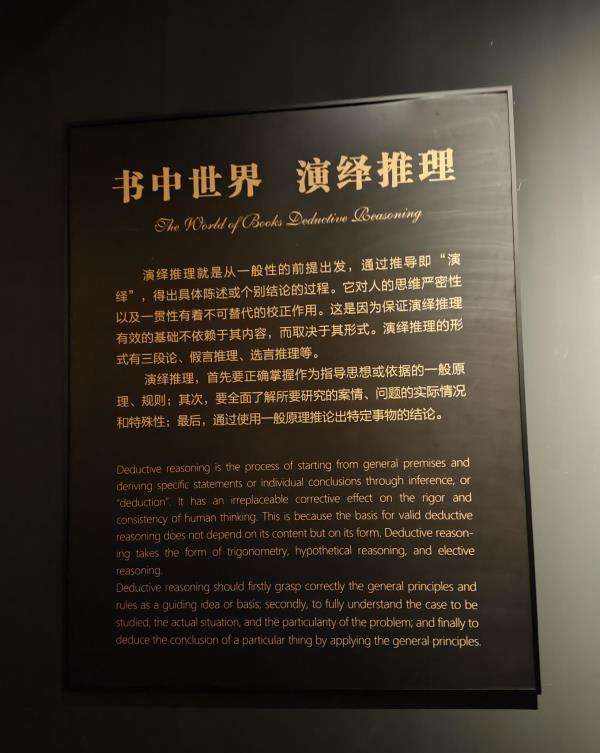 书中世界 演绎推理
The World of Books Deductive Reasoning
演绎推理就是从一般性的前提出发，通过推导即“演
绎”，得出具体陈述或个别结论的过程。它对人的思维严密性
以及一贯性有着不可替代的校正作用。这是因为保证演绎推理
有效的基础不依赖于其内容，而取决于其形式。演绎推理的形
式有三段论、假言推理、选言推理等。
演绎推理，首先要正确掌握作为指导思想或依据的一般原
理、规则；其次，要全面了解所要研究的案情、问题的实际情况
和特殊性；最后，通过使用一般原理推论出特定事物的结论。
Deductive reasoning is the process of starting from general premises and
deriving specific statements or individual conclusions through inference, or
"deduction". It has an irreplaceable corrective effect on the rigor and
consistency of human thinking. This is because the basis for valid deductive
reasoning does not depend on its content but on its form. Deductive reason-
ing takes the form of trigonometry, hypothetical reasoning, and elective
reasoning.
Deductive reasoning should firstly grasp correctly the general principles and
rules as a guiding idea or basis; secondly, to fully understand the case to be
studied, the actual situation, and the particularity of the problem; and finally to
deduce the conclusion of a particular thing by applying the general principles.